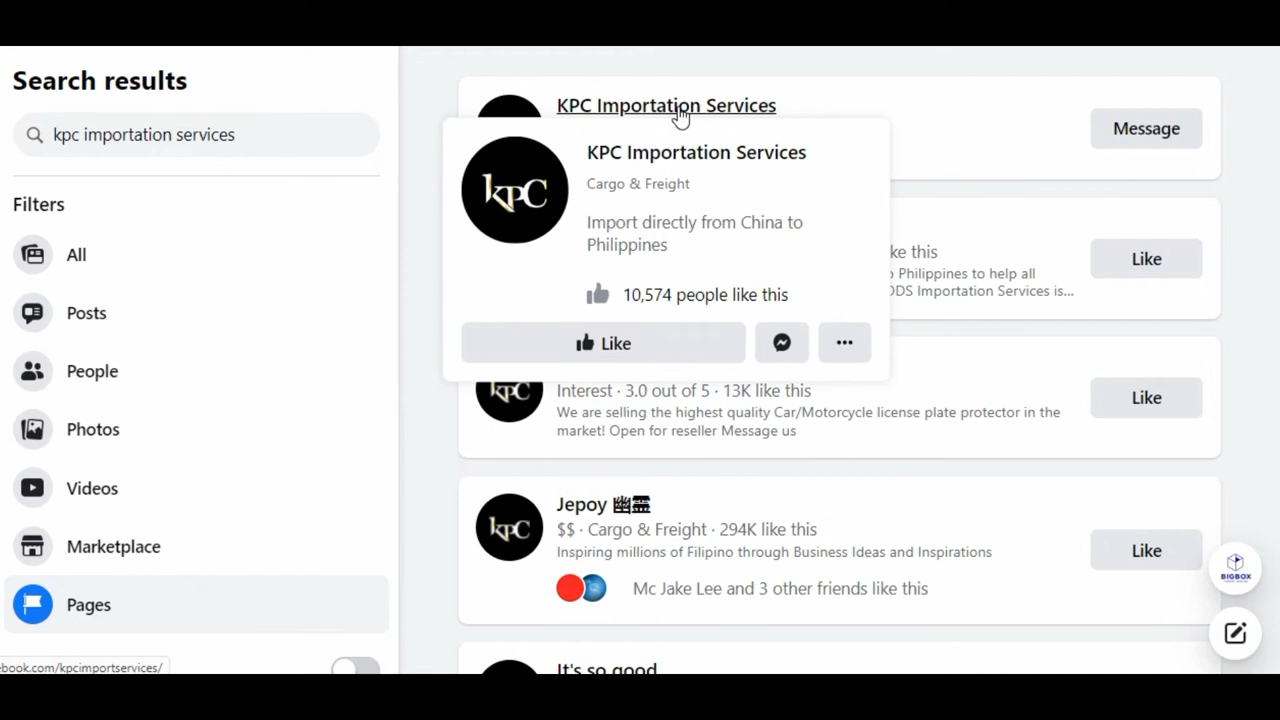 Search results
kpc importation services
Filters
All
Posts
People
Photos
Videos
Marketplace
Pages
ebook.com/kpcimportservices/
KPC Importation Services
Message
kpc
KPC Importation Services
Cargo & Freight
Import directly from China to
Philippines
10,574 people like this
Like
ke this
Philippines to help all
DDS Importation Services is...
Like
kpc
Interest · 3.0 out of 5 · 13K like this
We are selling the highest quality Car/Motorcycle license plate protector in the
market! Open for reseller Message us
Like
kpc
Jepoy
$$ · Cargo & Freight · 294K like this
Inspiring millions of Filipino through Business Ideas and Inspirations
Mc Jake Lee and 3 other friends like this
Like
BIGBOX
It's so good